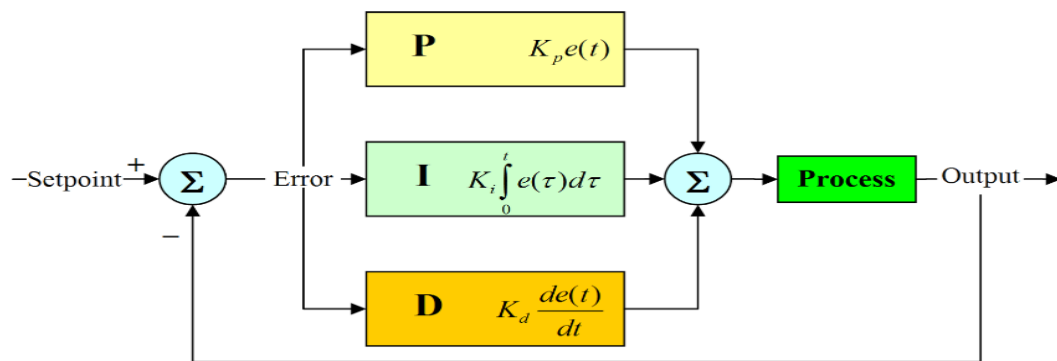 P K_p e(t)
Setpoint + Σ Error I K_i ∫_0^t e(τ)dτ Σ Process Output
−
D K_d de(t)/dt